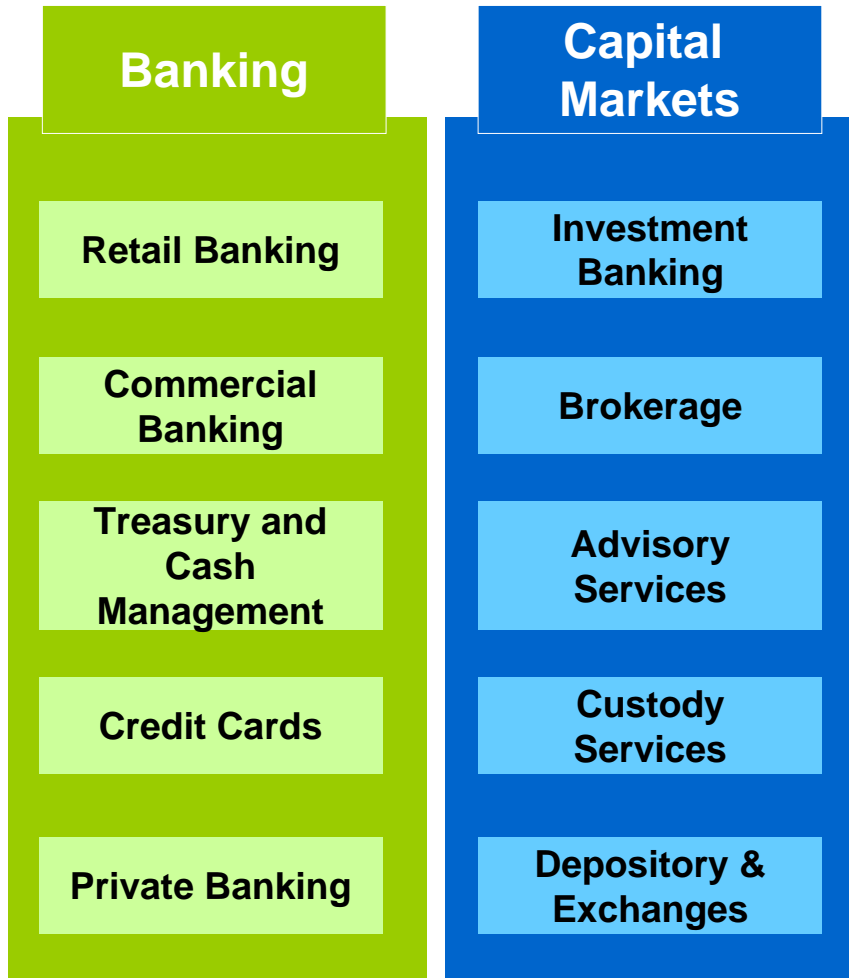 Banking
Retail Banking
Commercial
Banking
Treasury and
Cash
Management
Credit Cards
Private Banking
Capital
Markets
Investment
Banking
Brokerage
Advisory
Services
Custody
Services
Depository &
Exchanges